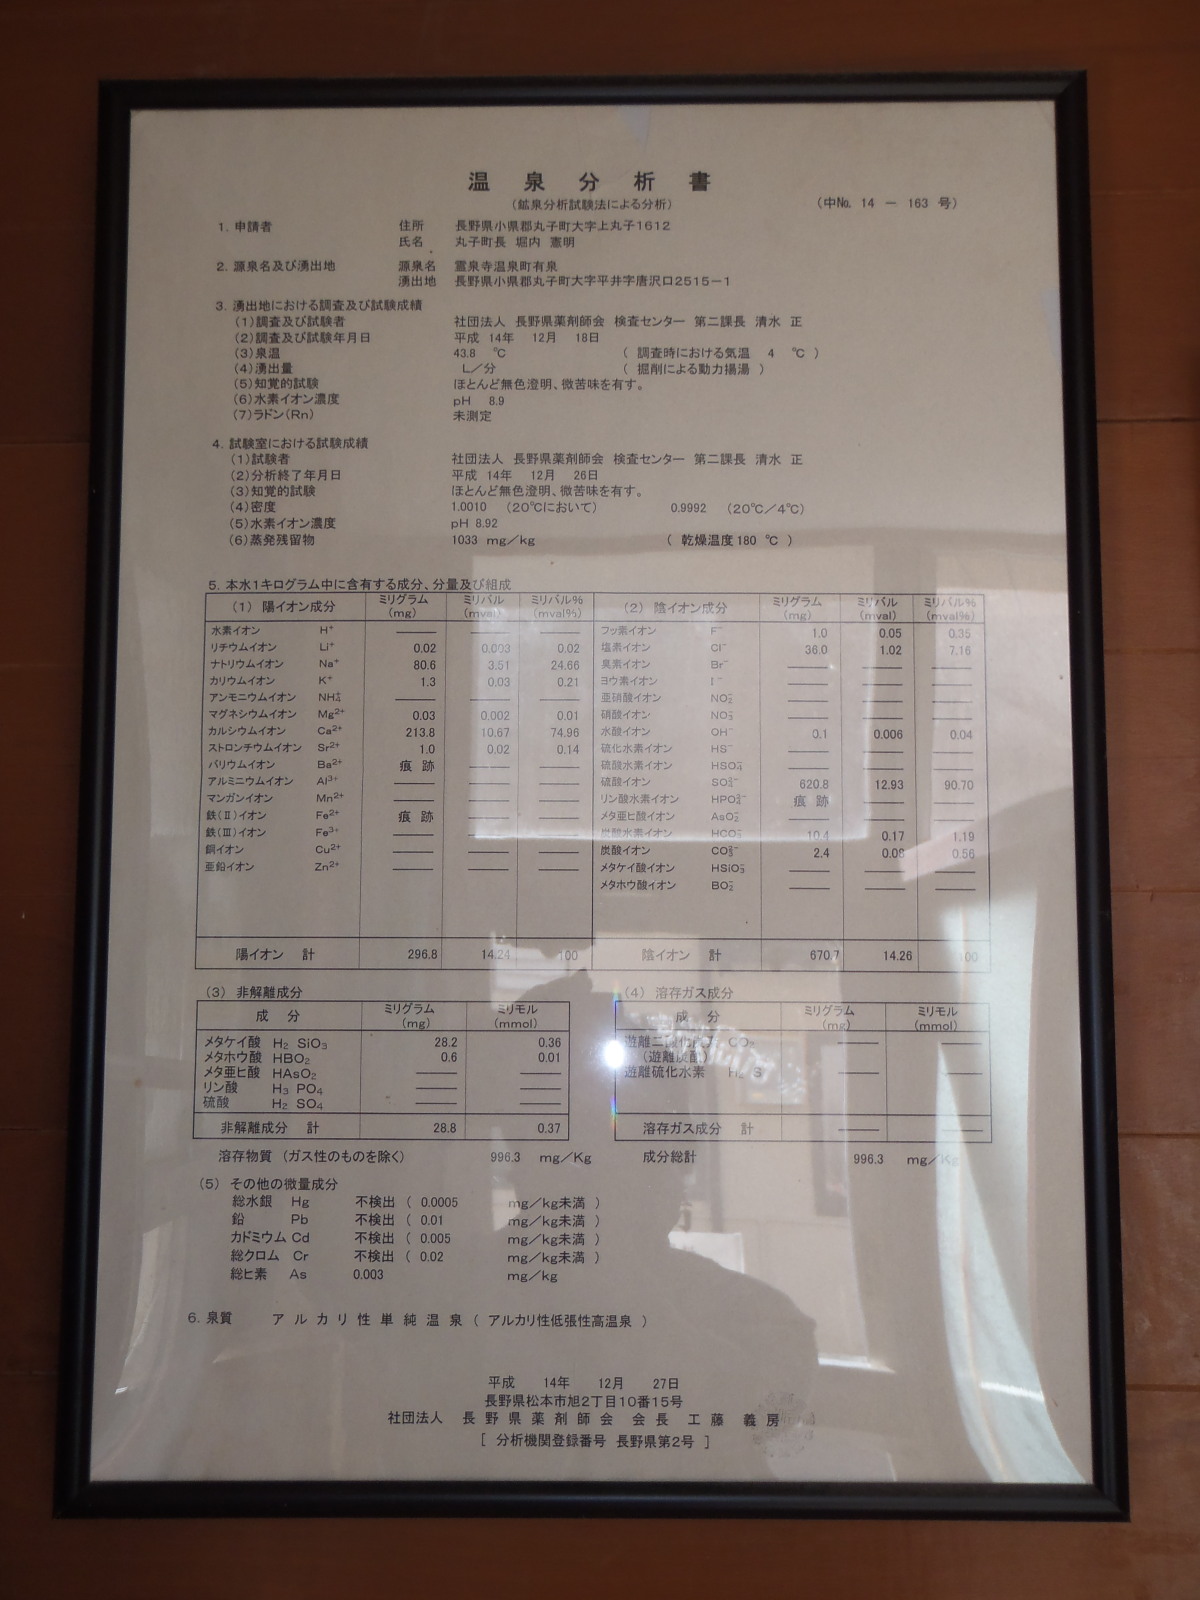 温泉分析書
(鉱泉分析試験法による分析)
(中No. 14 － 163 号)
1. 申請者 住所 長野県小県郡丸子町大字上丸子1612
氏名 丸子町長 堀内 憲明
2. 源泉名及び湧出地 源泉名 霊泉寺温泉町有泉
湧出地 長野県小県郡丸子町大字平井字唐沢口2515－1
3. 湧出地における調査及び試験成績
(1)調査及び試験者 社団法人 長野県薬剤師会 検査センター 第二課長 清水 正
(2)調査及び試験年月日 平成 14年 12月 18日
(3)泉温 43.8 ℃ ( 調査時における気温 4 ℃ )
(4)湧出量 L／分 ( 掘削による動力揚湯 )
(5)知覚的試験 ほとんど無色澄明、微苦味を有す。
(6)水素イオン濃度 pH 8.9
(7)ラドン(Rn) 未測定
4. 試験室における試験成績
(1)試験者 社団法人 長野県薬剤師会 検査センター 第二課長 清水 正
(2)分析終了年月日 平成 14年 12月 26日
(3)知覚的試験 ほとんど無色澄明、微苦味を有す。
(4)密度 1.0010 (20℃において) 0.9992 (20℃／4℃)
(5)水素イオン濃度 pH 8.92
(6)蒸発残留物 1033 mg／kg ( 乾燥温度180 ℃ )
5. 本水1キログラム中に含有する成分、分量及び組成
(1) 陽イオン成分 ミリグラム (mg) ミリバル (mval) ミリバル% (mval%) (2) 陰イオン成分 ミリグラム (mg) ミリバル (mval) ミリバル% (mval%)
水素イオン H⁺ —— —— —— フッ素イオン F⁻ 1.0 0.05 0.35
リチウムイオン Li⁺ 0.02 0.003 0.02 塩素イオン Cl⁻ 36.0 1.02 7.16
ナトリウムイオン Na⁺ 80.6 3.51 24.66 臭素イオン Br⁻ —— —— ——
カリウムイオン K⁺ 1.3 0.03 0.21 ヨウ素イオン I⁻ —— —— ——
アンモニウムイオン NH₄⁺ —— —— —— 亜硝酸イオン NO₂⁻ —— —— ——
マグネシウムイオン Mg²⁺ 0.03 0.002 0.01 硝酸イオン NO₃⁻ —— —— ——
カルシウムイオン Ca²⁺ 213.8 10.67 74.96 水酸イオン OH⁻ 0.1 0.006 0.04
ストロンチウムイオン Sr²⁺ 1.0 0.02 0.14 硫化水素イオン HS⁻ —— —— ——
バリウムイオン Ba²⁺ 痕跡 —— —— 硫酸水素イオン HSO₄⁻ —— —— ——
アルミニウムイオン Al³⁺ —— —— —— 硫酸イオン SO₄²⁻ 620.8 12.93 90.70
マンガンイオン Mn²⁺ —— —— —— リン酸水素イオン HPO₄²⁻ 痕跡 —— ——
鉄(Ⅱ)イオン Fe²⁺ 痕跡 —— —— メタ亜ヒ酸イオン AsO₂⁻ —— —— ——
鉄(Ⅲ)イオン Fe³⁺ —— —— —— 炭酸水素イオン HCO₃⁻ 10.4 0.17 1.19
銅イオン Cu²⁺ —— —— —— 炭酸イオン CO₃²⁻ 2.4 0.08 0.56
亜鉛イオン Zn²⁺ —— —— —— メタケイ酸イオン HSiO₃⁻ —— —— ——
メタホウ酸イオン BO₂⁻ —— —— ——
陽イオン 計 296.8 14.24 100 陰イオン 計 670.7 14.26 100
(3) 非解離成分 (4) 溶存ガス成分
成 分 ミリグラム (mg) ミリモル (mmol) 成 分 ミリグラム (mg) ミリモル (mmol)
メタケイ酸 H₂ SiO₃ 28.2 0.36 遊離二酸化炭素 CO₂ —— ——
メタホウ酸 HBO₂ 0.6 0.01 (遊離炭酸)
メタ亜ヒ酸 HAsO₂ —— —— 遊離硫化水素 H₂ S —— ——
リン酸 H₃ PO₄ —— ——
硫酸 H₂ SO₄ —— ——
非解離成分 計 28.8 0.37 溶存ガス成分 計 —— ——
溶存物質 (ガス性のものを除く) 996.3 mg／Kg 成分総計 996.3 mg／Kg
(5) その他の微量成分
総水銀 Hg 不検出 ( 0.0005 mg／kg未満 )
鉛 Pb 不検出 ( 0.01 mg／kg未満 )
カドミウム Cd 不検出 ( 0.005 mg／kg未満 )
総クロム Cr 不検出 ( 0.02 mg／kg未満 )
総ヒ素 As 0.003 mg／kg
6. 泉質 アルカリ性単純温泉 ( アルカリ性低張性高温泉 )
平成 14年 12月 27日
長野県松本市旭2丁目10番15号
社団法人 長野県薬剤師会 会長 工藤 義房
[ 分析機関登録番号 長野県第2号 ]